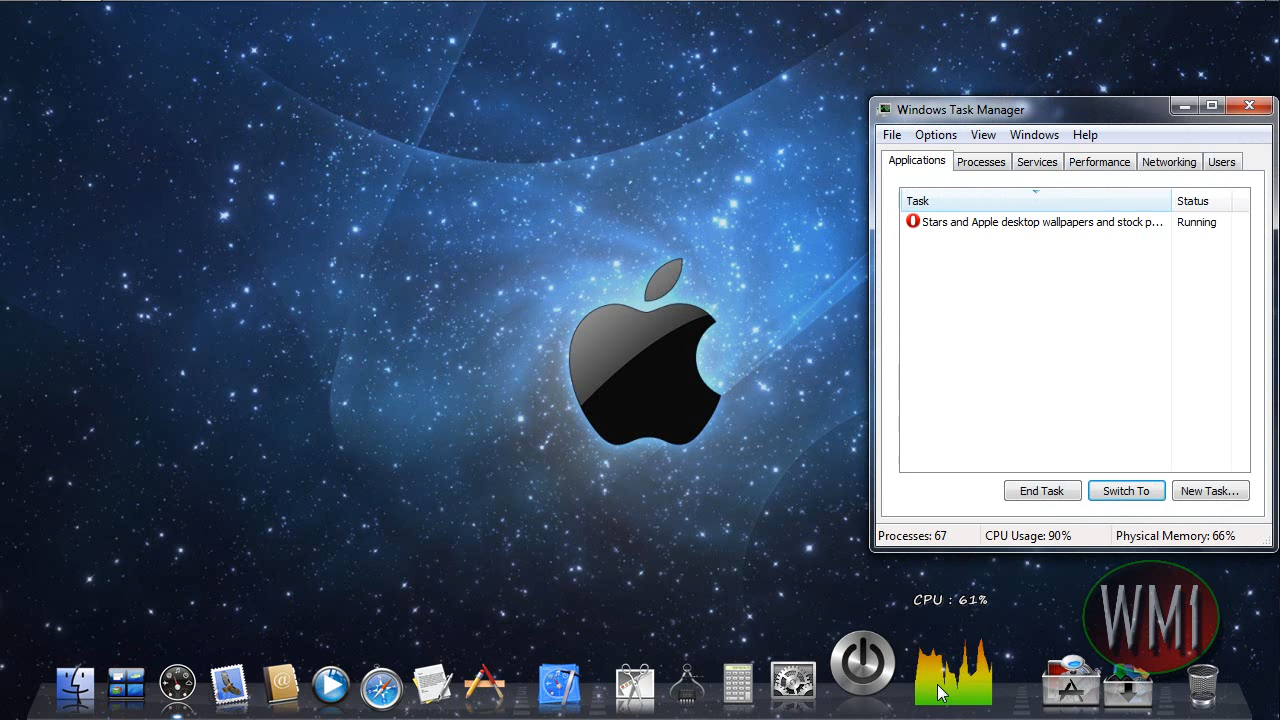 Windows Task Manager
File Options View Windows Help
Applications Processes Services Performance Networking Users
Task Status
Stars and Apple desktop wallpapers and stock p... Running
End Task Switch To New Task...
Processes: 67 CPU Usage: 90% Physical Memory: 66%
CPU : 61%
WM1